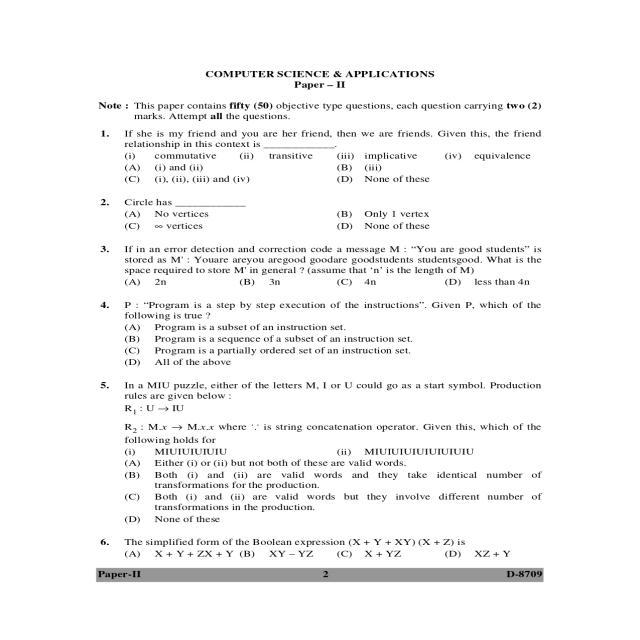 COMPUTER SCIENCE & APPLICATIONS
Paper – II
Note : This paper contains fifty (50) objective type questions, each question carrying two (2)
marks. Attempt all the questions.
1. If she is my friend and you are her friend, then we are friends. Given this, the friend
relationship in this context is ____________.
(i) commutative (ii) transitive (iii) implicative (iv) equivalence
(A) (i) and (ii) (B) (iii)
(C) (i), (ii), (iii) and (iv) (D) None of these
2. Circle has ____________
(A) No vertices (B) Only 1 vertex
(C) ∞ vertices (D) None of these
3. If in an error detection and correction code a message M : “You are good students” is
stored as M' : Youare areyou aregood goodare goodstudents studentsgood. What is the
space required to store M' in general ? (assume that ‘n’ is the length of M)
(A) 2n (B) 3n (C) 4n (D) less than 4n
4. P : “Program is a step by step execution of the instructions”. Given P, which of the
following is true ?
(A) Program is a subset of an instruction set.
(B) Program is a sequence of a subset of an instruction set.
(C) Program is a partially ordered set of an instruction set.
(D) All of the above
5. In a MIU puzzle, either of the letters M, I or U could go as a start symbol. Production
rules are given below :
R1 : U → IU
R2 : M.x → M.x.x where ‘.’ is string concatenation operator. Given this, which of the
following holds for
(i) MIUIUIUIUIU (ii) MIUIUIUIUIUIUIUIU
(A) Either (i) or (ii) but not both of these are valid words.
(B) Both (i) and (ii) are valid words and they take identical number of
transformations for the production.
(C) Both (i) and (ii) are valid words but they involve different number of
transformations in the production.
(D) None of these
6. The simplified form of the Boolean expression (X + Y + XY) (X + Z) is
(A) X + Y + ZX + Y (B) XY – YZ (C) X + YZ (D) XZ + Y
Paper-II 2 D-8709